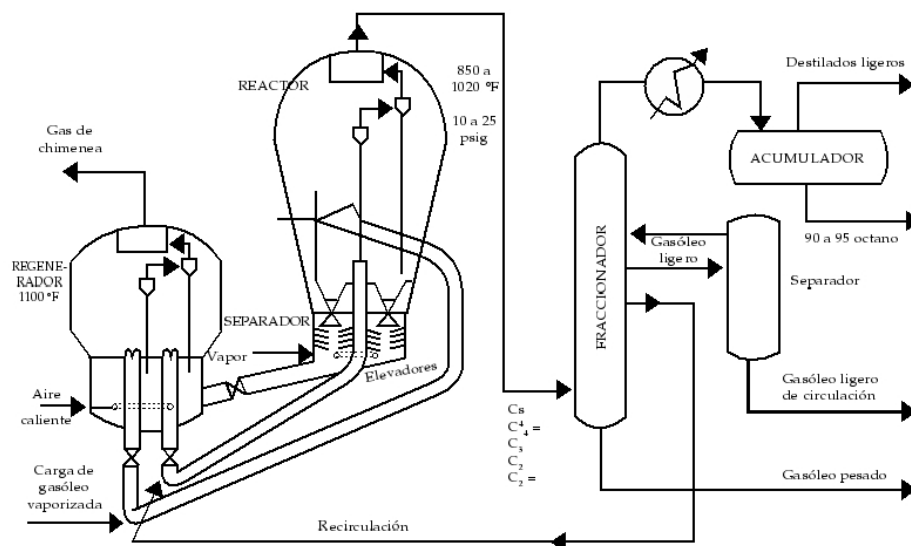 REACTOR
850 a
1020 °F
10 a 25
psig
Destilados ligeros
ACUMULADOR
90 a 95 octano
Gas de
chimenea
REGENE-
RADOR
1100 °F
SEPARADOR
Vapor
Elevadores
FRACCIONADOR
Gasóleo
ligero
Separador
Aire
caliente
Gasóleo ligero
de circulación
Cs
C4
4 =
C3
C2
C2 =
Carga de
gasóleo
vaporizada
Gasóleo pesado
Recirculación